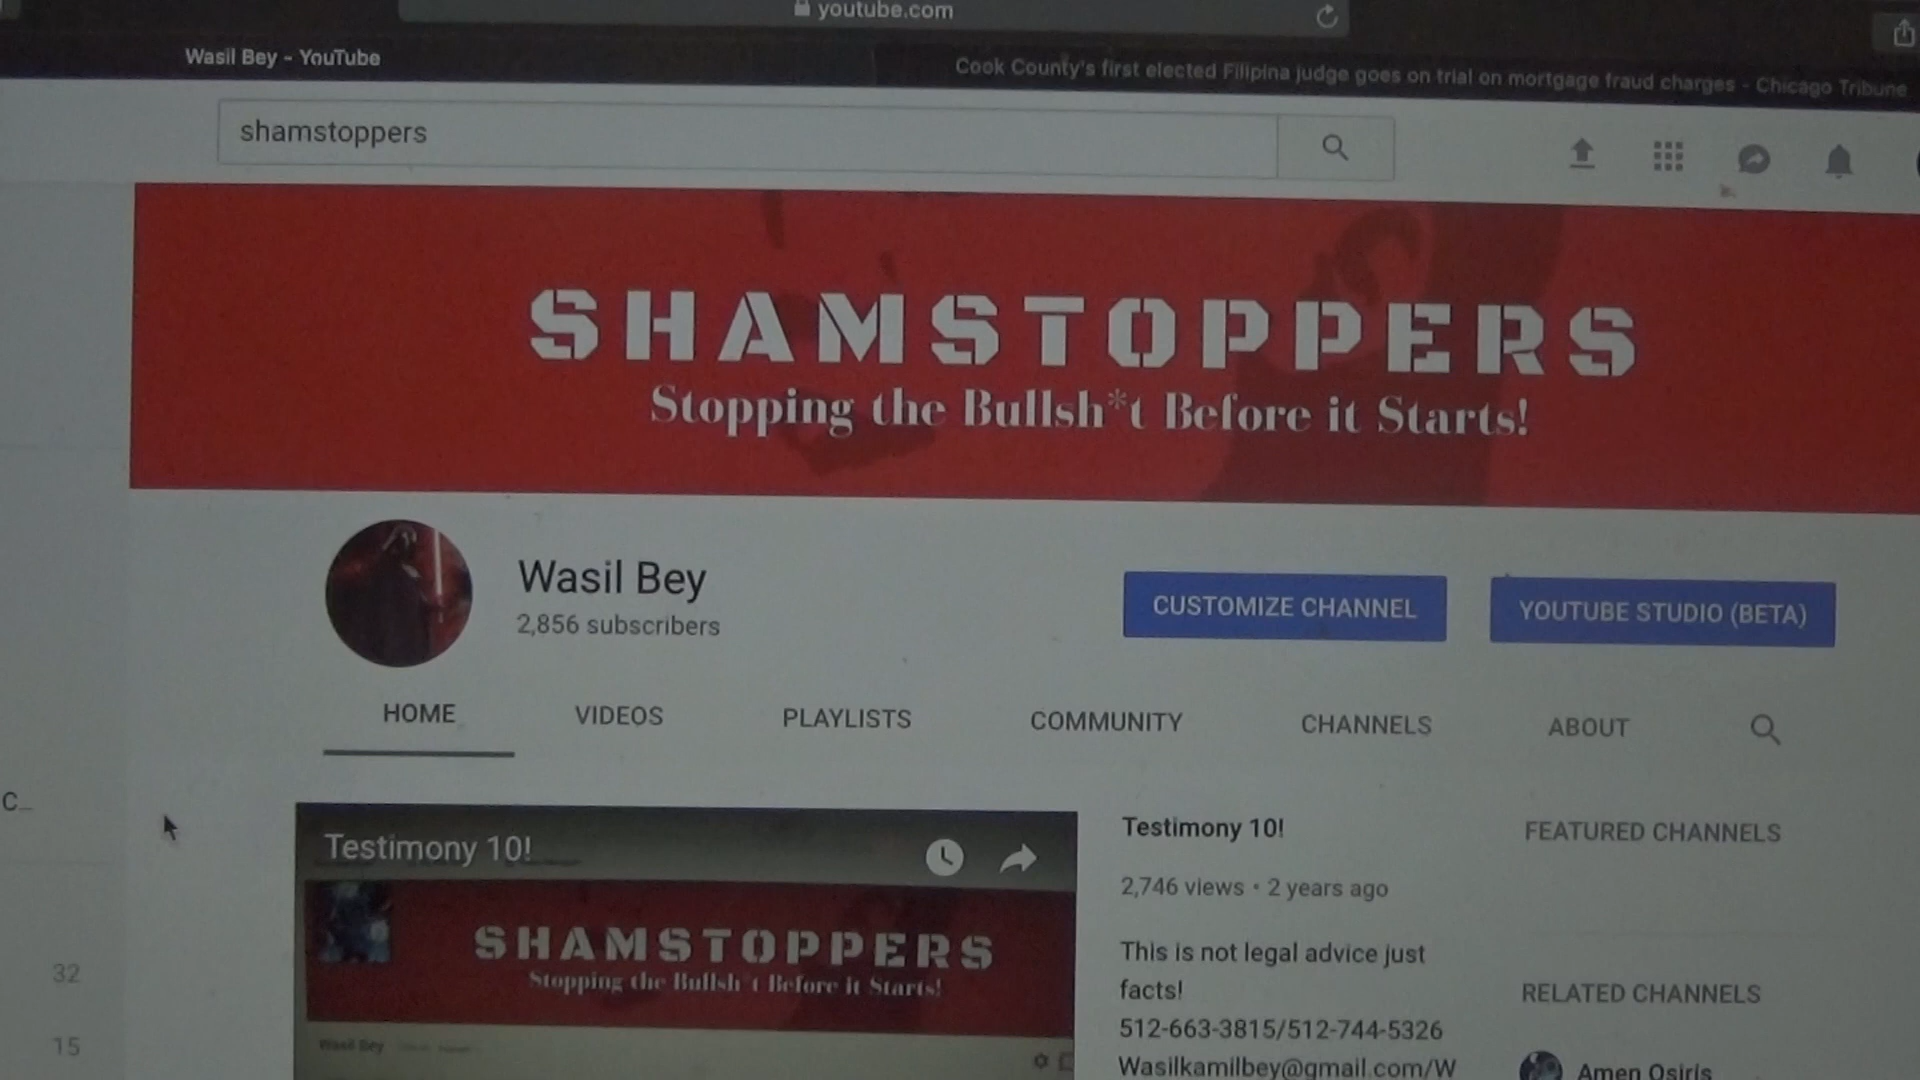 youtube.com
Wasil Bey - YouTube
Cook County's first elected Filipina judge goes on trial on mortgage fraud charges - Chicago Tribune
shamstoppers
SHAMSTOPPERS
Stopping the Bullsh*t Before it Starts!
Wasil Bey
2,856 subscribers
CUSTOMIZE CHANNEL
YOUTUBE STUDIO (BETA)
HOME
VIDEOS
PLAYLISTS
COMMUNITY
CHANNELS
ABOUT
C...
32
15
Testimony 10!
SHAMSTOPPERS
Stopping the Bullsh*t Before it Starts!
Wasil Bey
Testimony 10!
2,746 views • 2 years ago
This is not legal advice just
facts!
512-663-3815/512-744-5326
Wasilkamilbey@gmail.com/W
FEATURED CHANNELS
RELATED CHANNELS
Amen Osiris